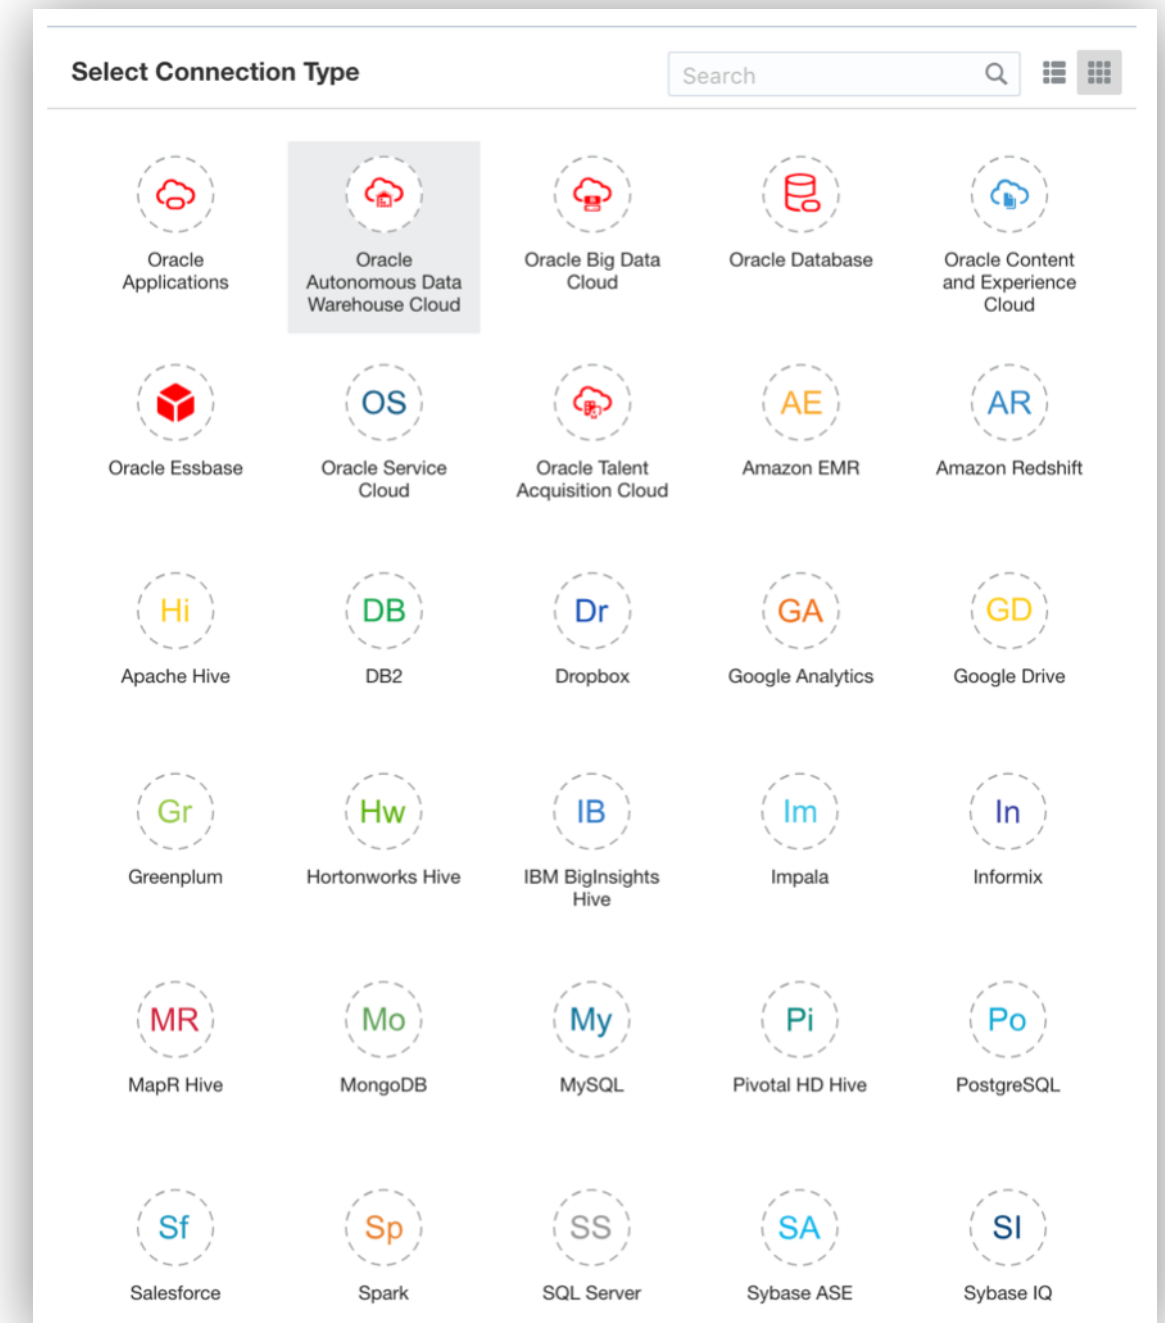 Select Connection Type
Search
Oracle
Applications
Oracle
Autonomous Data
Warehouse Cloud
Oracle Big Data
Cloud
Oracle Database
Oracle Content
and Experience
Cloud
OS
AE
AR
Oracle Essbase
Oracle Service
Cloud
Oracle Talent
Acquisition Cloud
Amazon EMR
Amazon Redshift
Hi
DB
Dr
GA
GD
Apache Hive
DB2
Dropbox
Google Analytics
Google Drive
Gr
Hw
IB
Im
In
Greenplum
Hortonworks Hive
IBM BigInsights
Hive
Impala
Informix
MR
Mo
My
Pi
Po
MapR Hive
MongoDB
MySQL
Pivotal HD Hive
PostgreSQL
Sf
Sp
SS
SA
SI
Salesforce
Spark
SQL Server
Sybase ASE
Sybase IQ